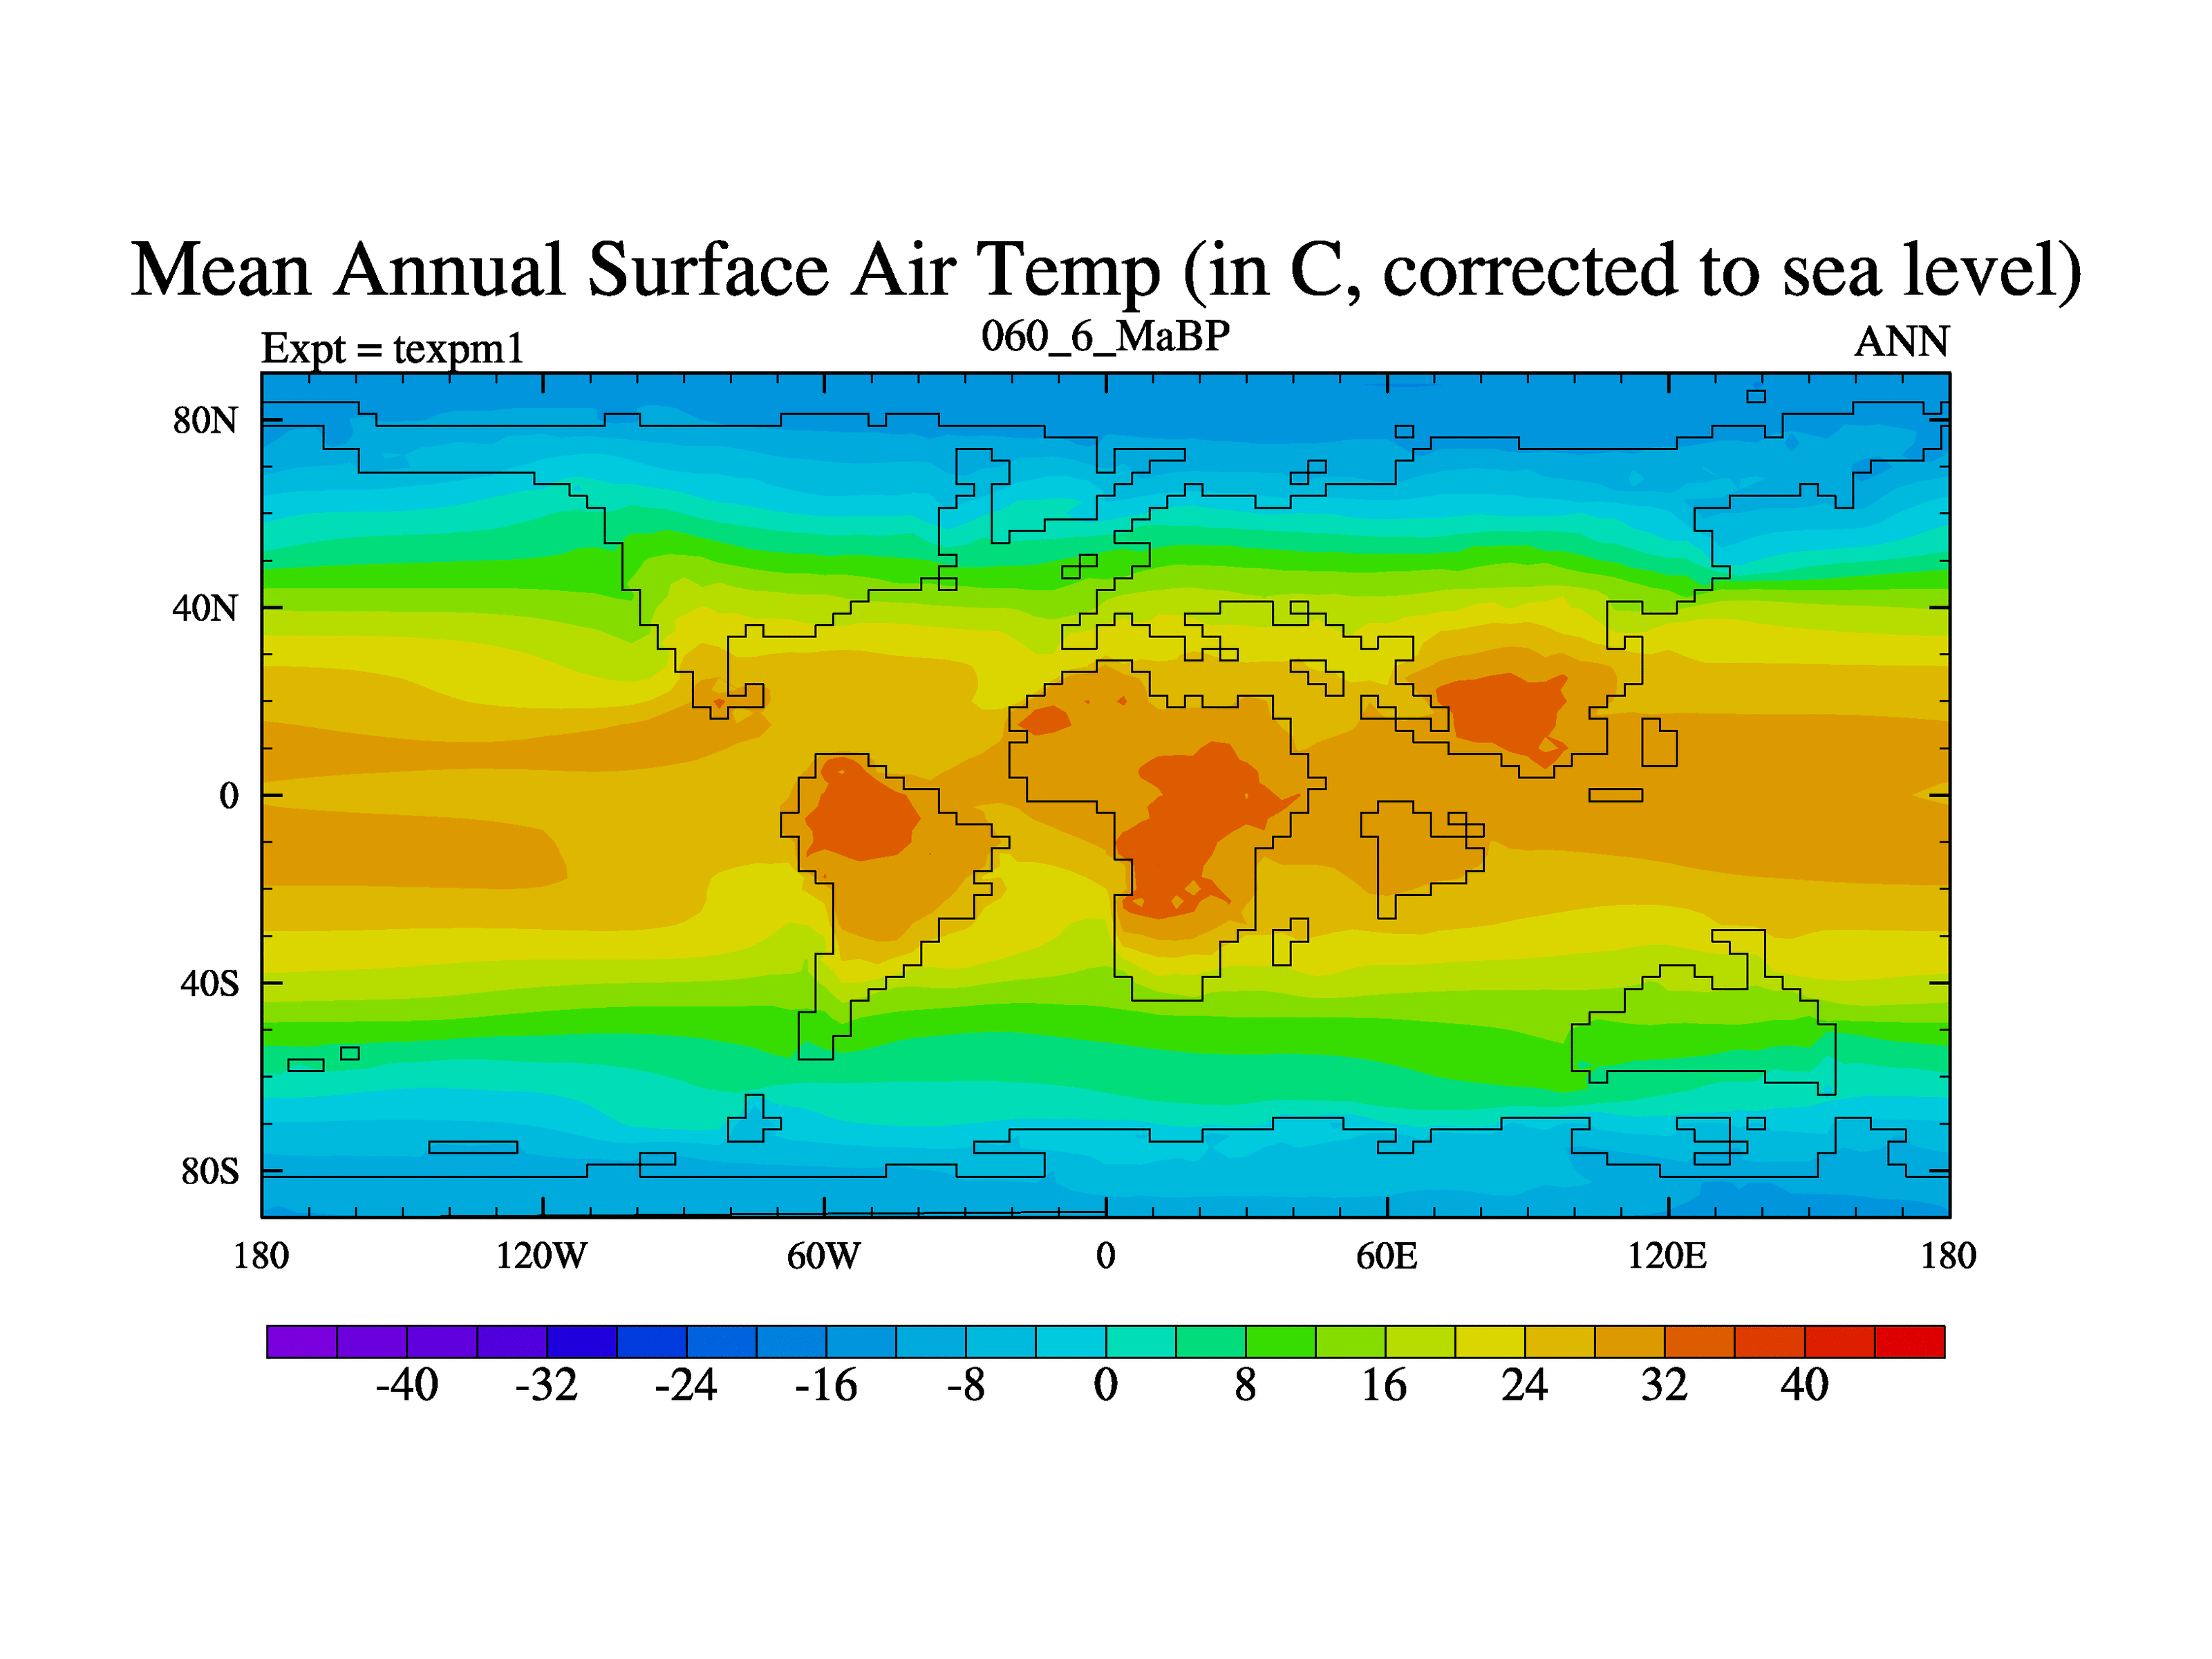 Mean Annual Surface Air Temp (in C, corrected to sea level)
Expt = texpm1 060_6_MaBP ANN
80N
40N
0
40S
80S
180 120W 60W 0 60E 120E 180
-40 -32 -24 -16 -8 0 8 16 24 32 40